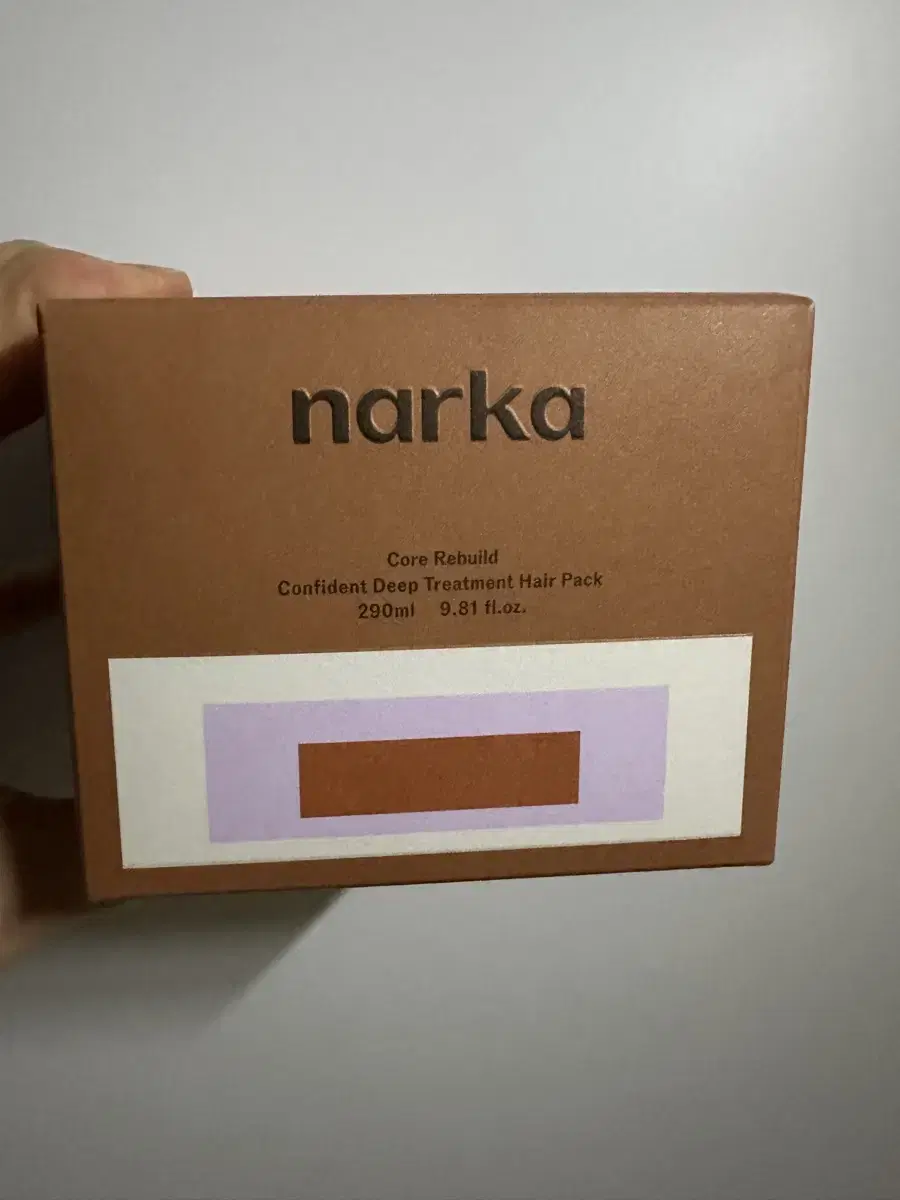 narka
Core Rebuild
Confident Deep Treatment Hair Pack
290ml 9.81 fl.oz.